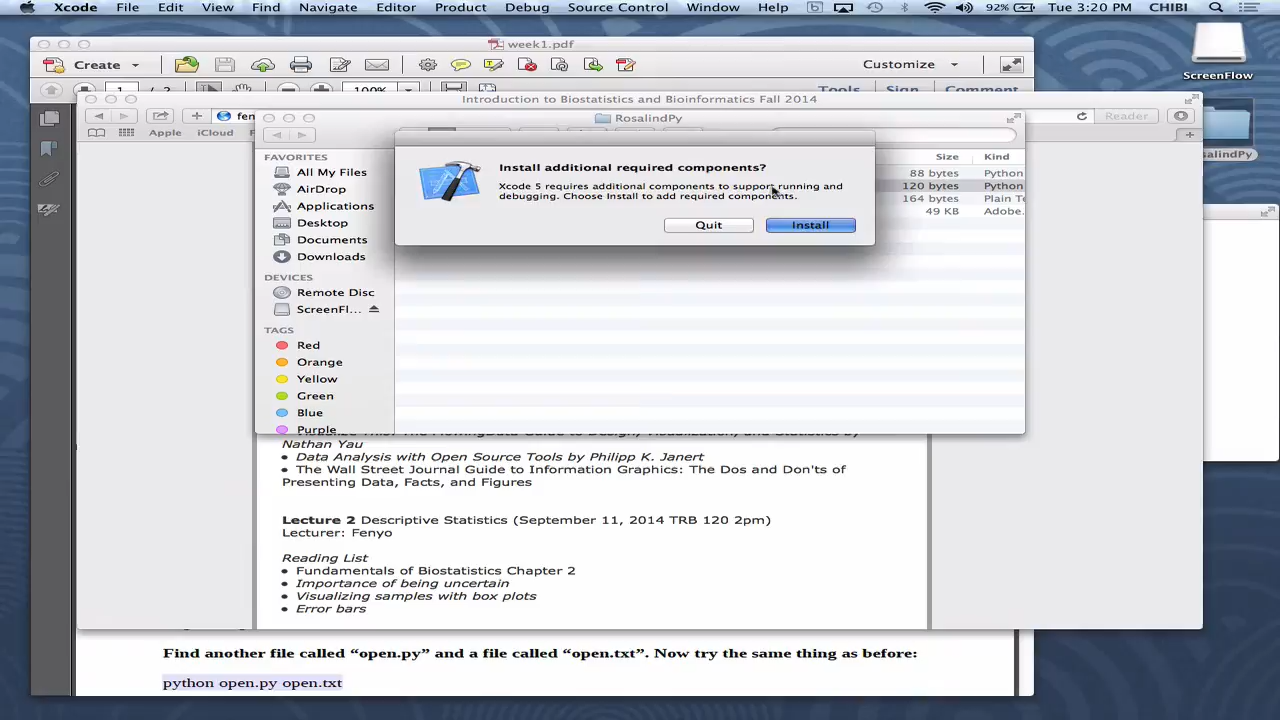 Xcode File Edit View Find Navigate Editor Product Debug Source Control Window Help 92% Tue 3:20 PM CHIBI
week1.pdf
Create Customize
1 / 2 100% Tools Sign Comment
Introduction to Biostatistics and Bioinformatics Fall 2014
fen Reader
Apple iCloud
RosalindPy
ScreenFlow
FAVORITES
All My Files
AirDrop
Applications
Desktop
Documents
Downloads
DEVICES
Remote Disc
ScreenFl...
TAGS
Red
Orange
Yellow
Green
Blue
Purple
Size Kind
88 bytes Python
120 bytes Python
164 bytes Plain Te
49 KB Adobe.
Install additional required components?
Xcode 5 requires additional components to support running and
debugging. Choose Install to add required components.
Quit Install
Nathan Yau
• Data Analysis with Open Source Tools by Philipp K. Janert
• The Wall Street Journal Guide to Information Graphics: The Dos and Don'ts of
Presenting Data, Facts, and Figures
Lecture 2 Descriptive Statistics (September 11, 2014 TRB 120 2pm)
Lecturer: Fenyo
Reading List
• Fundamentals of Biostatistics Chapter 2
• Importance of being uncertain
• Visualizing samples with box plots
• Error bars
Find another file called “open.py” and a file called “open.txt”. Now try the same thing as before:
python open.py open.txt